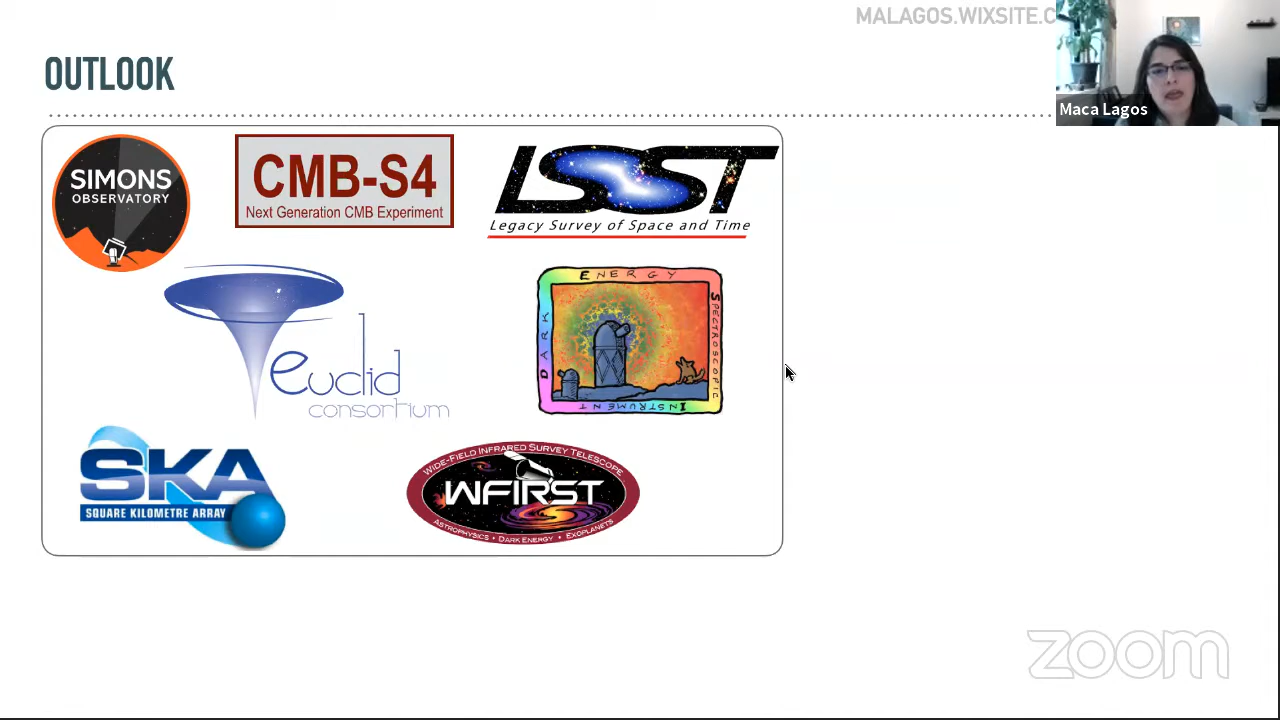 MALAGOS.WIXSITE.C
OUTLOOK
Maca Lagos
SIMONS
OBSERVATORY
CMB-S4
Next Generation CMB Experiment
LSST
Legacy Survey of Space and Time
euclid
consortium
DARK
ENERGY
SPECTROSCOPIC
INSTRUMENT
SKA
SQUARE KILOMETRE ARRAY
WIDE-FIELD INFRARED SURVEY TELESCOPE
WFIRST
ASTROPHYSICS • DARK ENERGY • EXOPLANETS
zoom